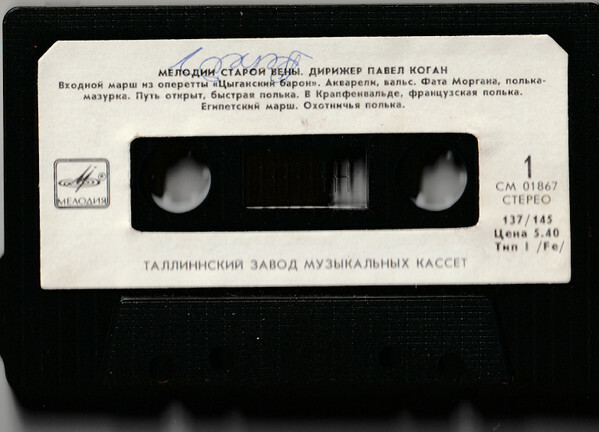 МЕЛОДИИ СТАРОЙ ВЕНЫ. ДИРИЖЕР ПАВЕЛ КОГАН
Входной марш из оперетты «Цыганский барон». Акварели, вальс. Фата Моргана, полька-
мазурка. Путь открыт, быстрая полька. В Крапфенвальде, французская полька.
Египетский марш. Охотничья полька.
МЕЛОДИЯ
1
СМ 01867
СТЕРЕО
137/145
Цена 5.40
Тип I /Fe/
ТАЛЛИННСКИЙ ЗАВОД МУЗЫКАЛЬНЫХ КАССЕТ